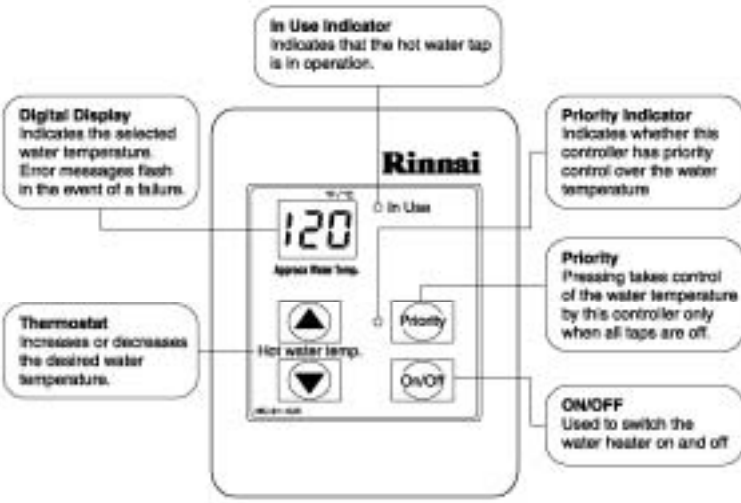 In Use Indicator
Indicates that the hot water tap
is in operation.
Digital Display
Indicates the selected
water temperature.
Error messages flash
in the event of a failure.
Priority Indicator
Indicates whether this
controller has priority
control over the water
temperature
Rinnai
°F/°C
120
In Use
Approx Water Temp.
Priority
Pressing takes control
of the water temperature
by this controller only
when all taps are off.
Thermostat
Increases or decreases
the desired water
temperature.
Priority
Hot water temp.
On/Off
ON/OFF
Used to switch the
water heater on and off